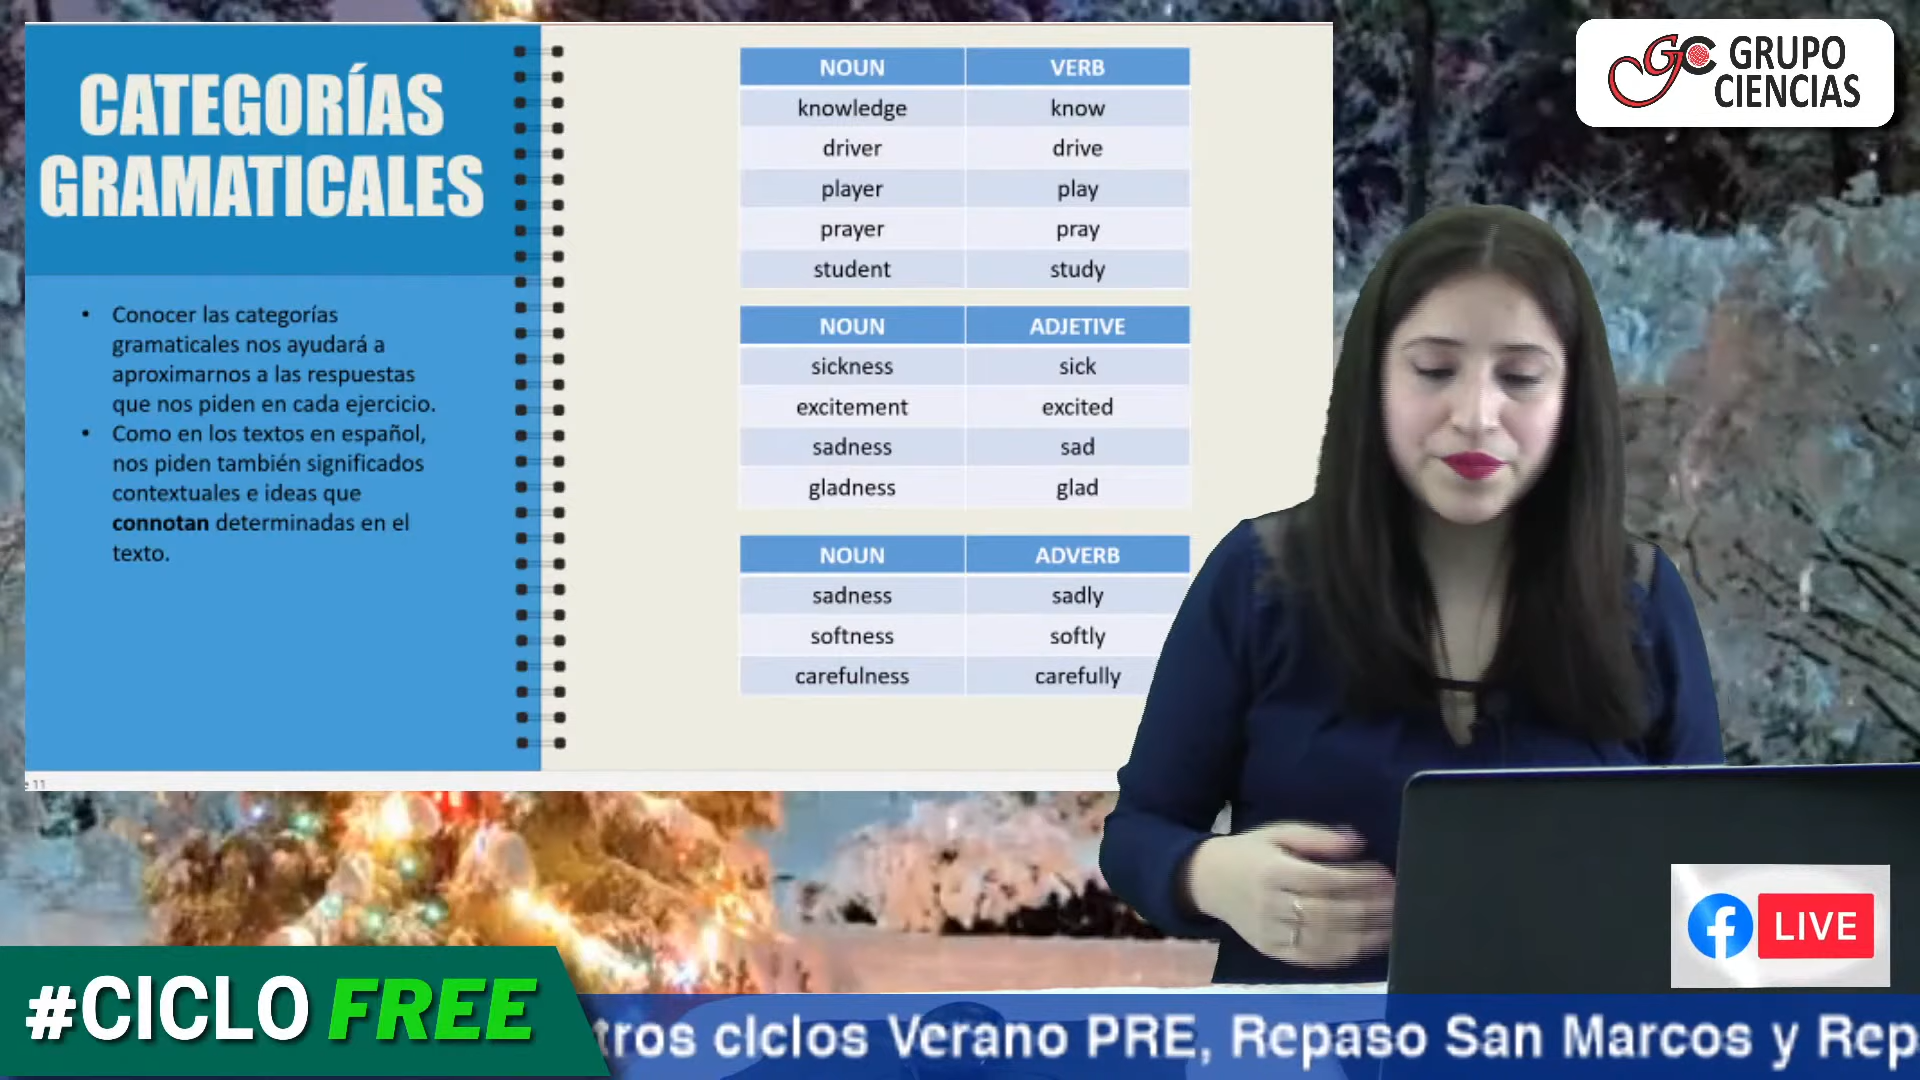 CATEGORÍAS
GRAMATICALES
• Conocer las categorías
gramaticales nos ayudará a
aproximarnos a las respuestas
que nos piden en cada ejercicio.
• Como en los textos en español,
nos piden también significados
contextuales e ideas que
connotan determinadas en el
texto.
NOUN VERB
knowledge know
driver drive
player play
prayer pray
student study
NOUN ADJETIVE
sickness sick
excitement excited
sadness sad
gladness glad
NOUN ADVERB
sadness sadly
softness softly
carefulness carefully
GC GRUPO
CIENCIAS
11
f LIVE
#CICLO FREE
tros ciclos Verano PRE, Repaso San Marcos y Rep